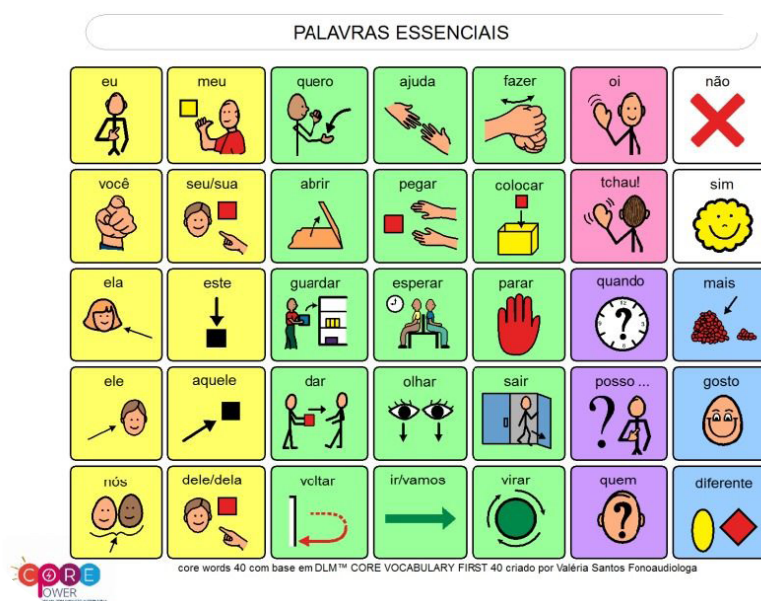 PALAVRAS ESSENCIAIS
eu meu quero ajuda fazer oi não
você seu/sua abrir pegar colocar tchau! sim
ela este guardar esperar parar quando mais
ele aquele dar olhar sair posso ... gosto
nós dele/dela voltar ir/vamos virar quem diferente
core words 40 com base em DLM™ CORE VOCABULARY FIRST 40 criado por Valéria Santos Fonoaudiologa
CORE
POWER